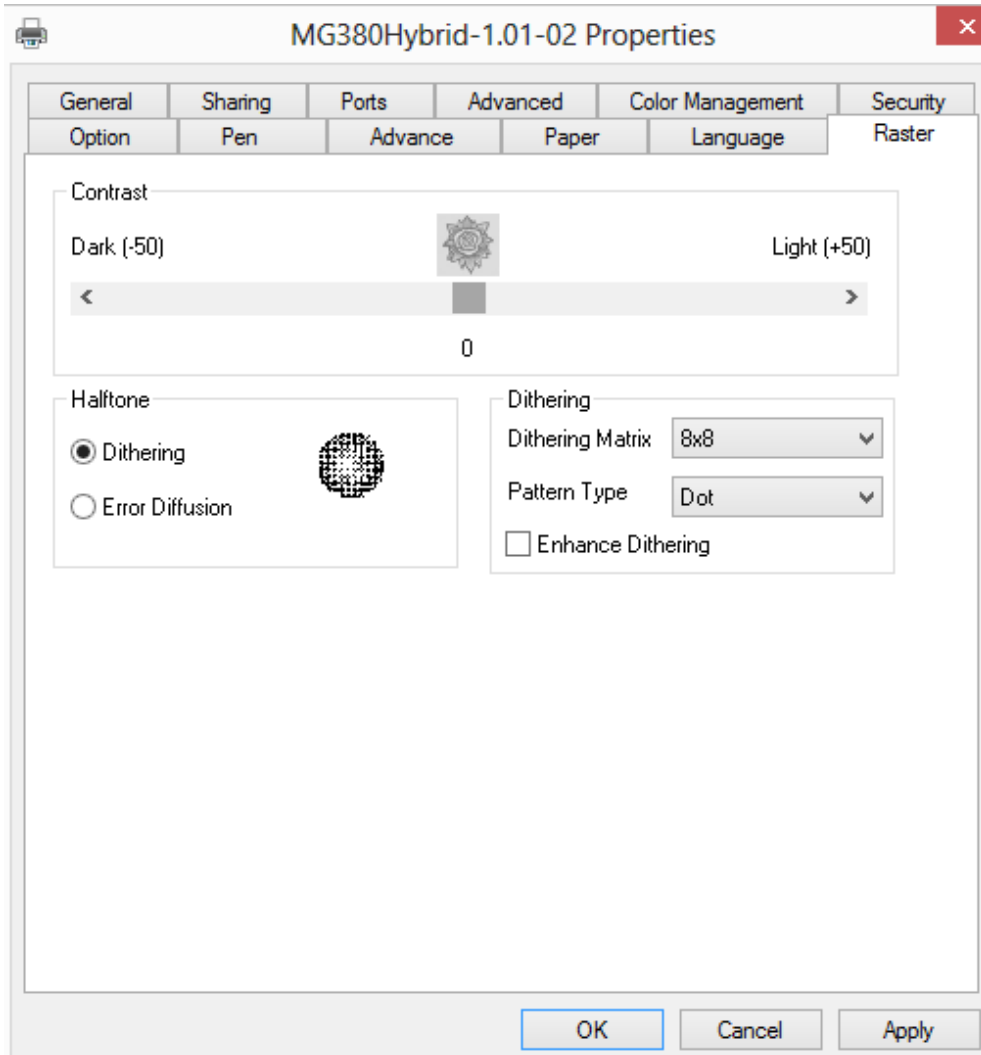 MG380Hybrid-1.01-02 Properties
General Sharing Ports Advanced Color Management Security
Option Pen Advance Paper Language Raster
Contrast
Dark (-50) Light (+50)
0
Halftone
Dithering
Error Diffusion
Dithering
Dithering Matrix 8x8
Pattern Type Dot
Enhance Dithering
OK Cancel Apply